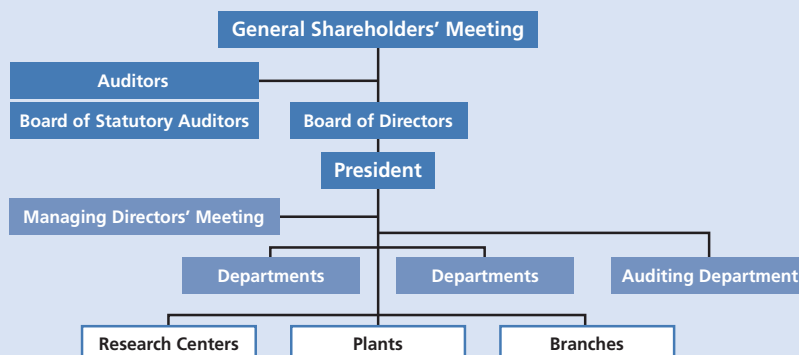 General Shareholders’ Meeting
Auditors
Board of Statutory Auditors
Board of Directors
President
Managing Directors’ Meeting
Departments
Departments
Auditing Department
Research Centers
Plants
Branches